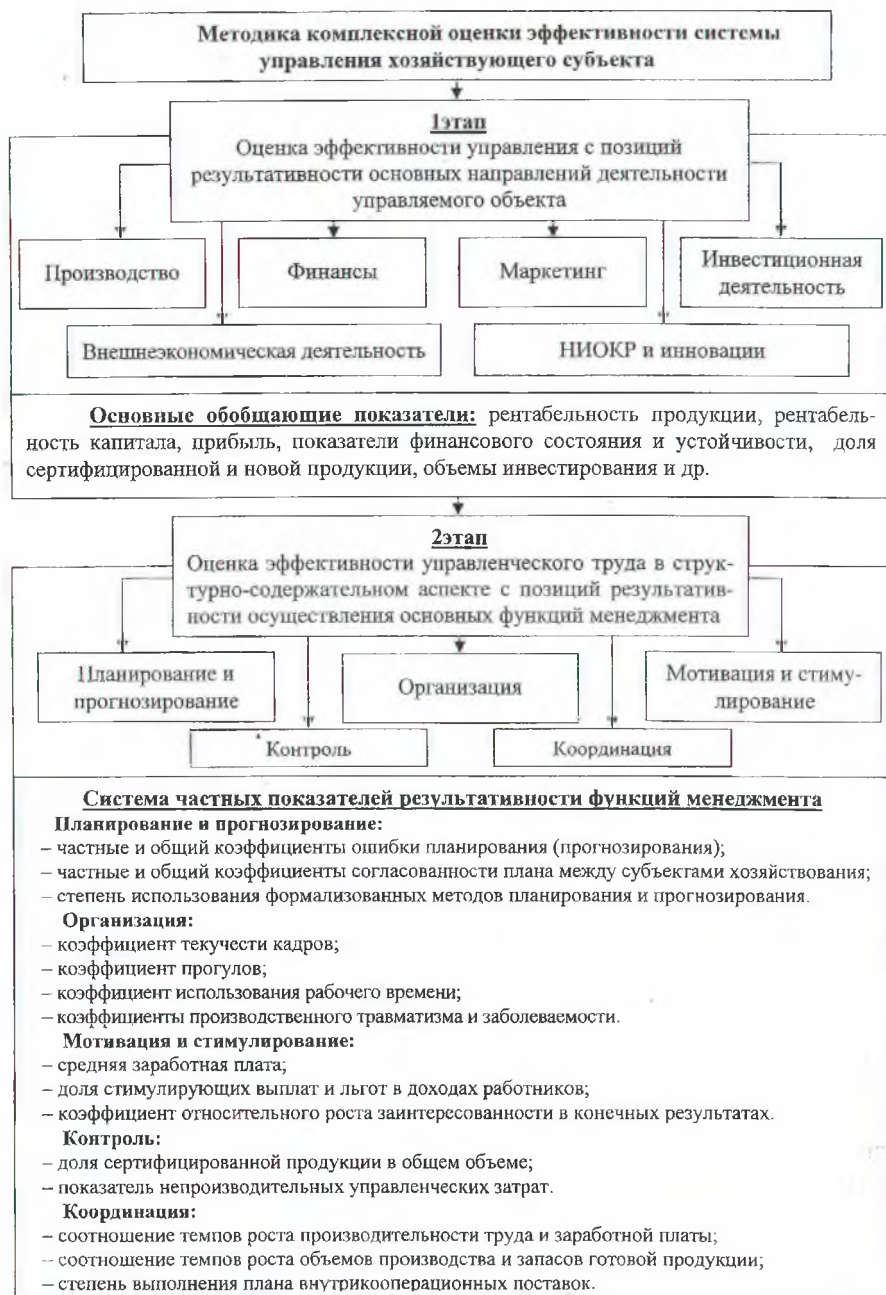 Методика комплексной оценки эффективности системы
управления хозяйствующего субъекта
1этап
Оценка эффективности управления с позиций
результативности основных направлений деятельности
управляемого объекта
Производство
Финансы
Маркетинг
Инвестиционная
деятельность
Внешнеэкономическая деятельность
НИОКР и инновации
Основные обобщающие показатели: рентабельность продукции, рентабель-
ность капитала, прибыль, показатели финансового состояния и устойчивости, доля
сертифицированной и новой продукции, объемы инвестирования и др.
2этап
Оценка эффективности управленческого труда в струк-
турно-содержательном аспекте с позиций результатив-
ности осуществления основных функций менеджмента
Планирование и
прогнозирование
Организация
Мотивация и стиму-
лирование
Контроль
Координация
Система частных показателей результативности функций менеджмента
Планирование и прогнозирование:
– частные и общий коэффициенты ошибки планирования (прогнозирования);
– частные и общий коэффициенты согласованности плана между субъектами хозяйствования;
– степень использования формализованных методов планирования и прогнозирования.
Организация:
– коэффициент текучести кадров;
– коэффициент прогулов;
– коэффициент использования рабочего времени;
– коэффициенты производственного травматизма и заболеваемости.
Мотивация и стимулирование:
– средняя заработная плата;
– доля стимулирующих выплат и льгот в доходах работников;
– коэффициент относительного роста заинтересованности в конечных результатах.
Контроль:
– доля сертифицированной продукции в общем объеме;
– показатель непроизводительных управленческих затрат.
Координация:
– соотношение темпов роста производительности труда и заработной платы;
– соотношение темпов роста объемов производства и запасов готовой продукции;
– степень выполнения плана внутрикооперационных поставок.